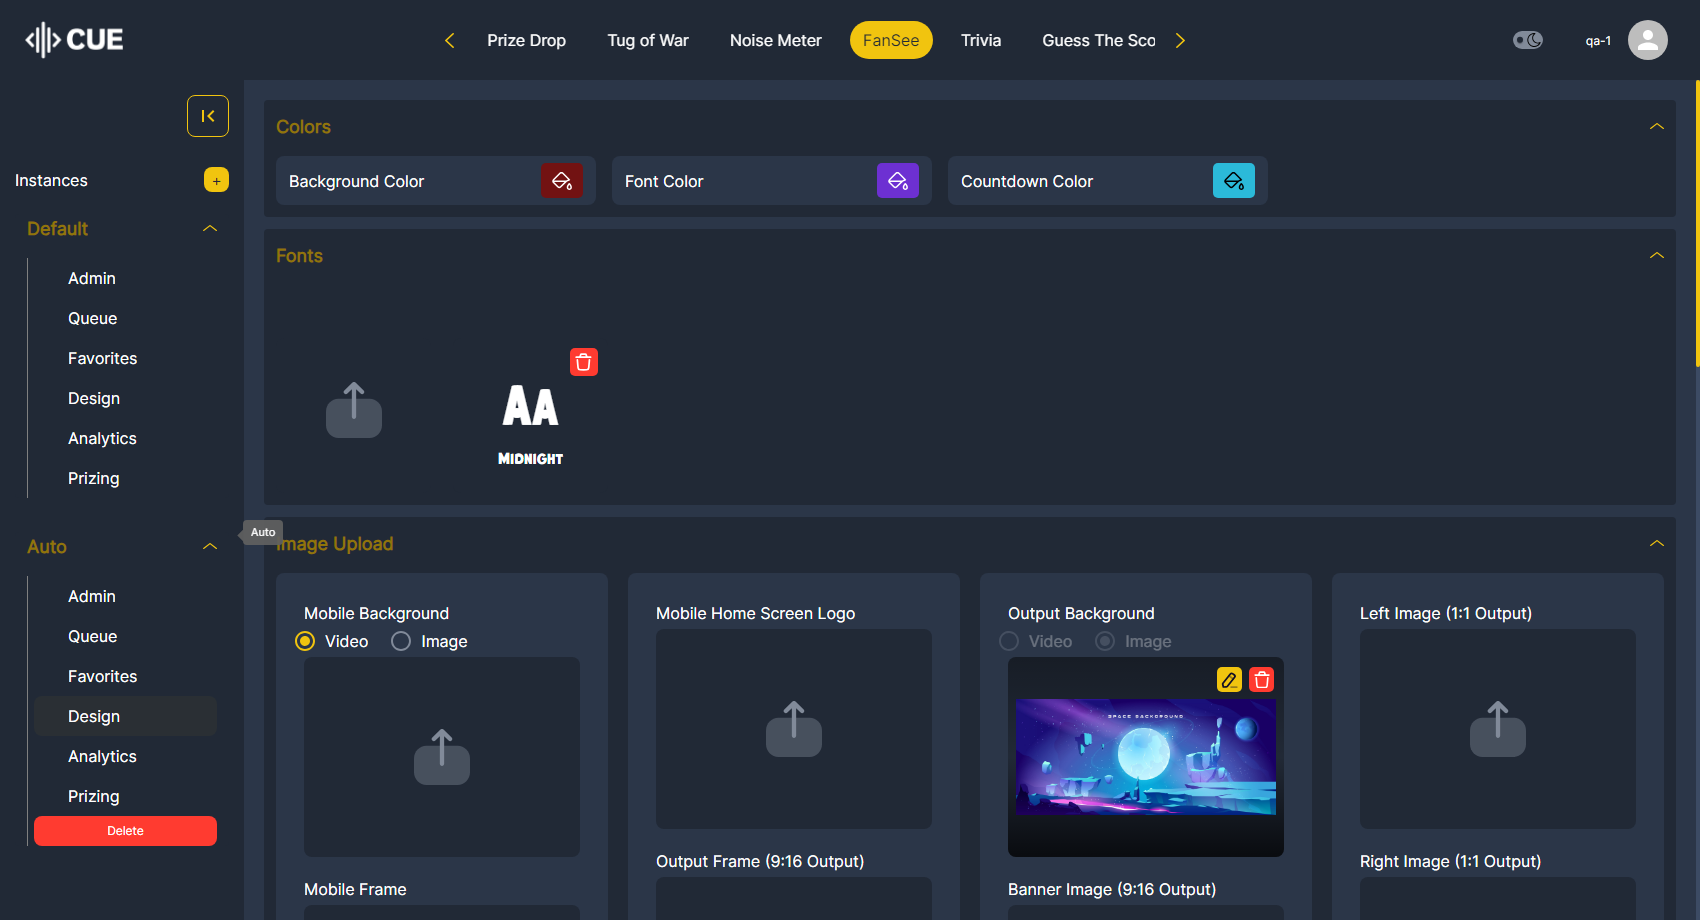 CUE
Prize Drop
Tug of War
Noise Meter
FanSee
Trivia
Guess The Sco
qa-1
Instances
+
Default
Admin
Queue
Favorites
Design
Analytics
Prizing
Auto
Admin
Queue
Favorites
Design
Analytics
Prizing
Delete
Auto
Colors
Background Color
Font Color
Countdown Color
Fonts
AA
MIDNIGHT
Image Upload
Mobile Background
Video
Image
Mobile Frame
Mobile Home Screen Logo
Output Frame (9:16 Output)
Output Background
Video
Image
SPACE BACKGROUND
Banner Image (9:16 Output)
Left Image (1:1 Output)
Right Image (1:1 Output)